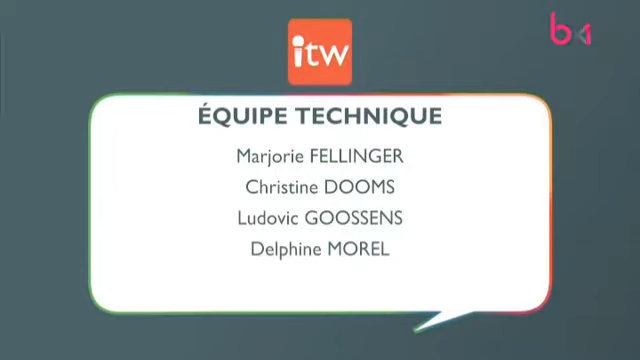 itw
ÉQUIPE TECHNIQUE
Marjorie FELLINGER
Christine DOOMS
Ludovic GOOSSENS
Delphine MOREL